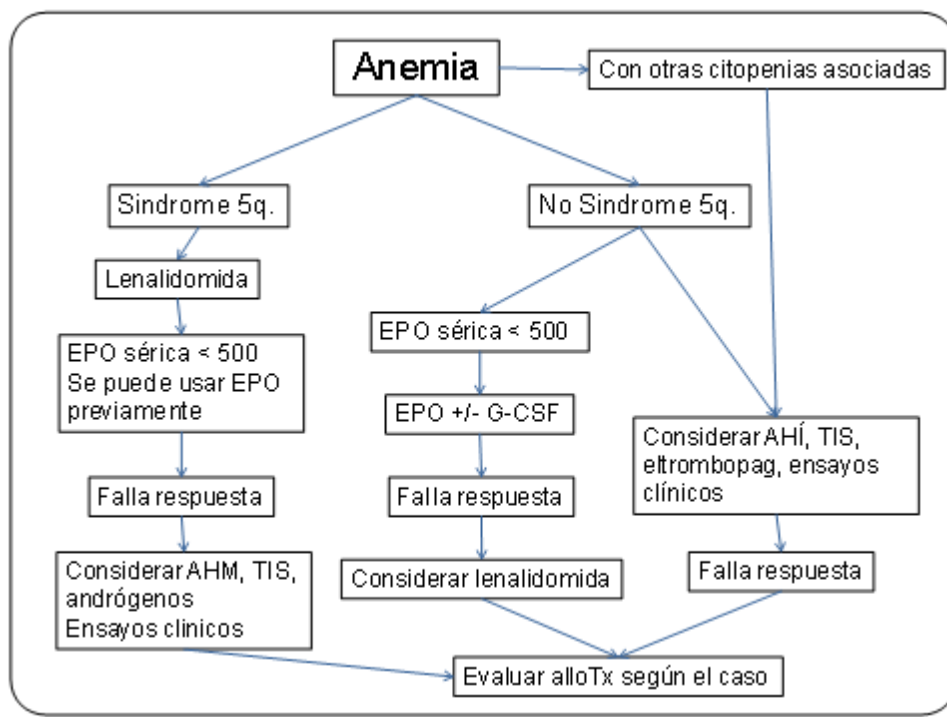 Anemia
Con otras citopenias asociadas
Sindrome 5q.
No Sindrome 5q.
Lenalidomida
EPO sérica < 500
Se puede usar EPO
previamente
EPO sérica < 500
EPO +/- G-CSF
Considerar AHÍ, TIS,
eltrombopag, ensayos
clínicos
Falla respuesta
Falla respuesta
Considerar AHM, TIS,
andrógenos
Ensayos clinicos
Considerar lenalidomida
Falla respuesta
Evaluar alloTx según el caso